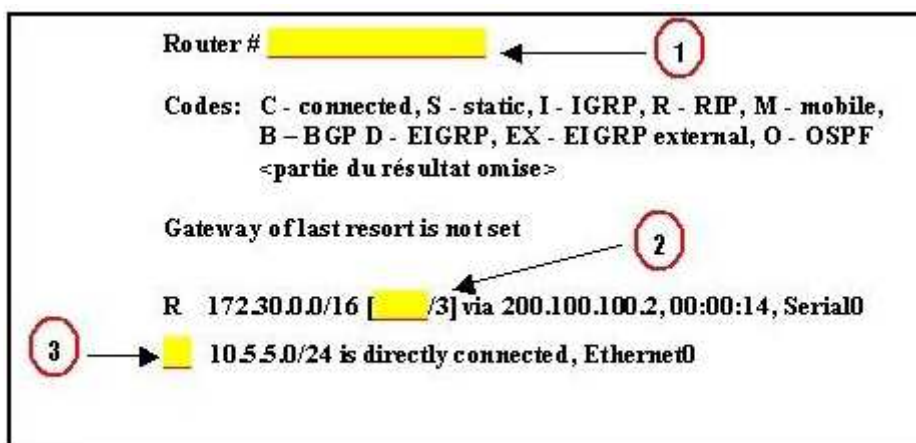 Router #
1
Codes: C - connected, S - static, I - IGRP, R - RIP, M - mobile,
B – BGP D - EIGRP, EX - EIGRP external, O - OSPF
<partie du résultat omise>
Gateway of last resort is not set
2
R 172.30.0.0/16 [ /3] via 200.100.100.2, 00:00:14, Serial0
3
10.5.5.0/24 is directly connected, Ethernet0